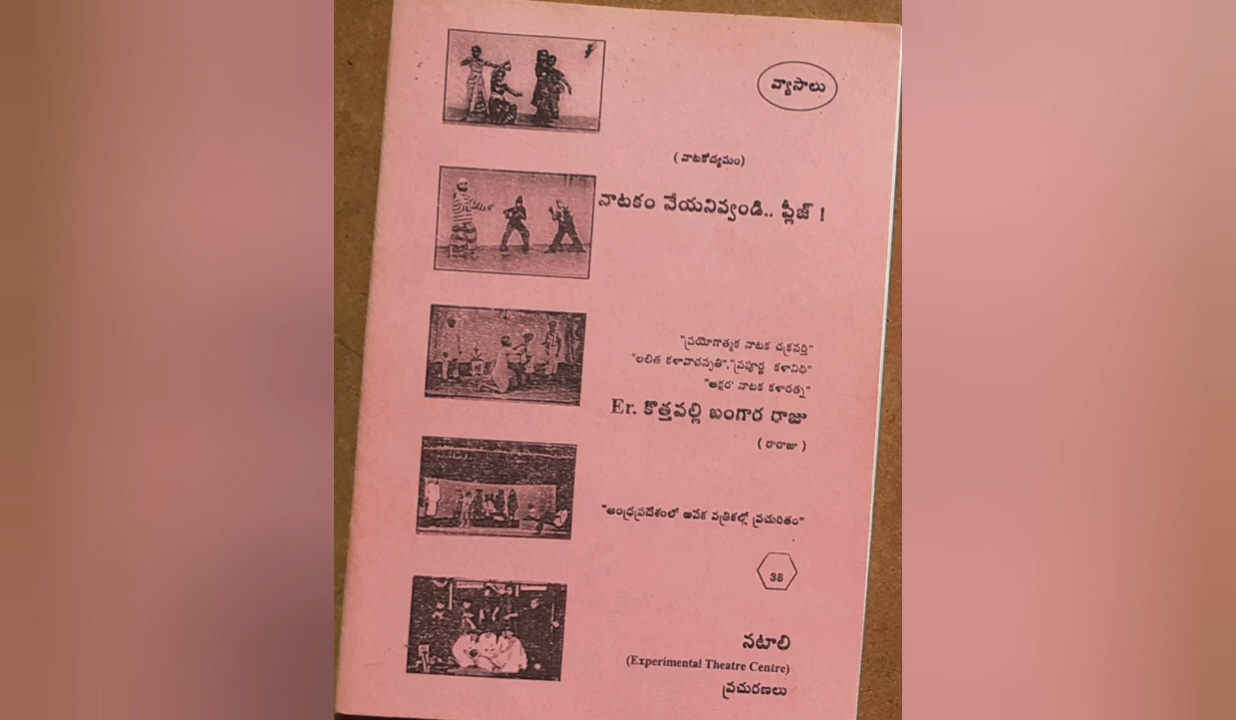 వ్యాసాలు
(నాటకోద్యమం)
నాటకం వేయనివ్వండి.. ప్లీజ్ !
"ప్రయోగాత్మక నాటక చక్రవర్తి"
"లలిత కళావాచస్పతి","ప్రపూర్ణ కళానిధి"
"అక్షర నాటక కళారత్న"
Er. కొత్తపల్లి బంగార రాజు
( రారాజు )
"ఆంధ్రప్రదేశంలో అనేక పత్రికల్లో ప్రచురితం"
38
నటాలి
(Experimental Theatre Centre)
ప్రచురణలు